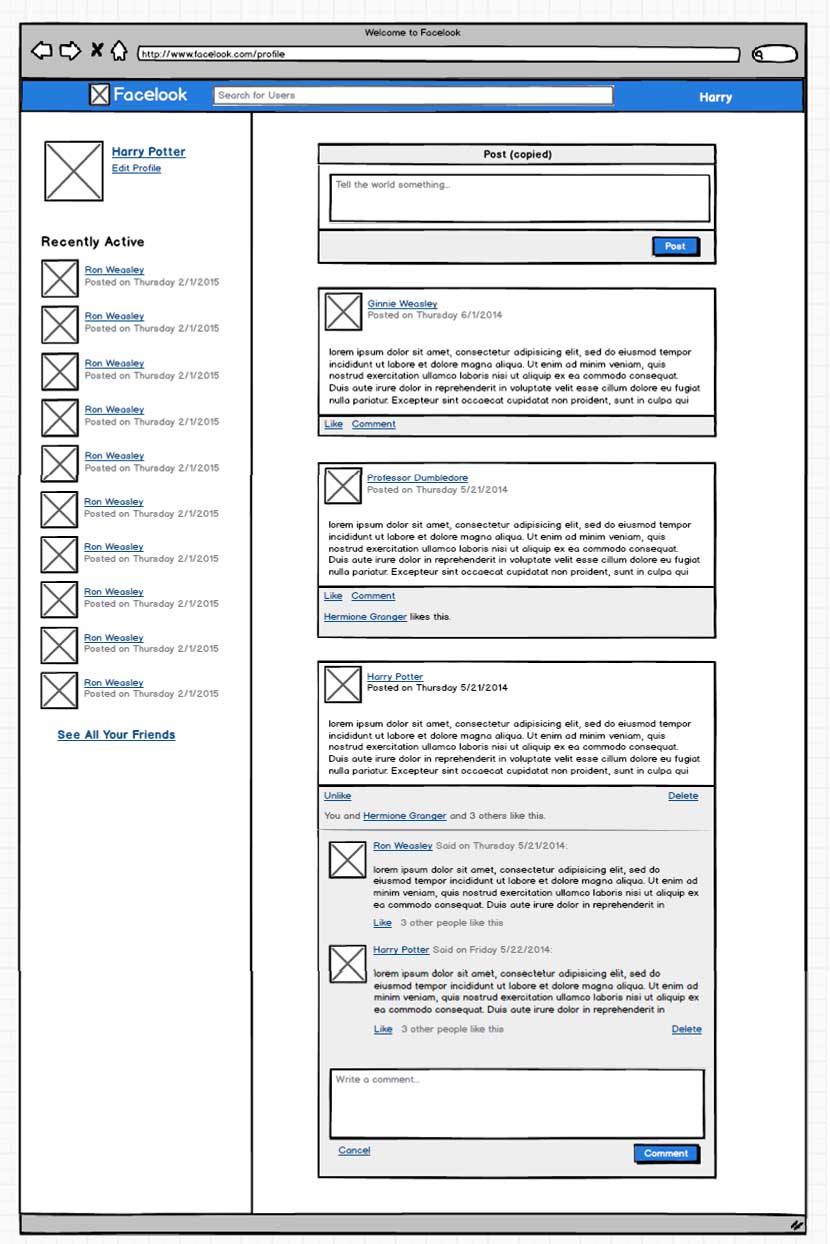 Welcome to Facelook
http://www.facelook.com/profile
Facelook
Search for Users
Harry
Harry Potter
Edit Profile
Recently Active
Ron Weasley
Posted on Thursday 2/1/2015
Ron Weasley
Posted on Thursday 2/1/2015
Ron Weasley
Posted on Thursday 2/1/2015
Ron Weasley
Posted on Thursday 2/1/2015
Ron Weasley
Posted on Thursday 2/1/2015
Ron Weasley
Posted on Thursday 2/1/2015
Ron Weasley
Posted on Thursday 2/1/2015
Ron Weasley
Posted on Thursday 2/1/2015
Ron Weasley
Posted on Thursday 2/1/2015
Ron Weasley
Posted on Thursday 2/1/2015
See All Your Friends
Post (copied)
Tell the world something...
Post
Ginnie Weasley
Posted on Thursday 6/1/2014
lorem ipsum dolor sit amet, consectetur adipisicing elit, sed do eiusmod tempor
incididunt ut labore et dolore magna aliqua. Ut enim ad minim veniam, quis
nostrud exercitation ullamco laboris nisi ut aliquip ex ea commodo consequat.
Duis aute irure dolor in reprehenderit in voluptate velit esse cillum dolore eu fugiat
nulla pariatur. Excepteur sint occaecat cupidatat non proident, sunt in culpa qui
Like Comment
Professor Dumbledore
Posted on Thursday 5/21/2014
lorem ipsum dolor sit amet, consectetur adipisicing elit, sed do eiusmod tempor
incididunt ut labore et dolore magna aliqua. Ut enim ad minim veniam, quis
nostrud exercitation ullamco laboris nisi ut aliquip ex ea commodo consequat.
Duis aute irure dolor in reprehenderit in voluptate velit esse cillum dolore eu fugiat
nulla pariatur. Excepteur sint occaecat cupidatat non proident, sunt in culpa qui
Like Comment
Hermione Granger likes this.
Harry Potter
Posted on Thursday 5/21/2014
lorem ipsum dolor sit amet, consectetur adipisicing elit, sed do eiusmod tempor
incididunt ut labore et dolore magna aliqua. Ut enim ad minim veniam, quis
nostrud exercitation ullamco laboris nisi ut aliquip ex ea commodo consequat.
Duis aute irure dolor in reprehenderit in voluptate velit esse cillum dolore eu fugiat
nulla pariatur. Excepteur sint occaecat cupidatat non proident, sunt in culpa qui
Unlike Delete
You and Hermione Granger and 3 others like this.
Ron Weasley Said on Thursday 5/21/2014:
lorem ipsum dolor sit amet, consectetur adipisicing elit, sed do
eiusmod tempor incididunt ut labore et dolore magna aliqua. Ut enim ad
minim veniam, quis nostrud exercitation ullamco laboris nisi ut aliquip ex
ea commodo consequat. Duis aute irure dolor in reprehenderit in
Like 3 other people like this
Harry Potter Said on Friday 5/22/2014:
lorem ipsum dolor sit amet, consectetur adipisicing elit, sed do
eiusmod tempor incididunt ut labore et dolore magna aliqua. Ut enim ad
minim veniam, quis nostrud exercitation ullamco laboris nisi ut aliquip ex
ea commodo consequat. Duis aute irure dolor in reprehenderit in
Like 3 other people like this Delete
Write a comment...
Cancel Comment